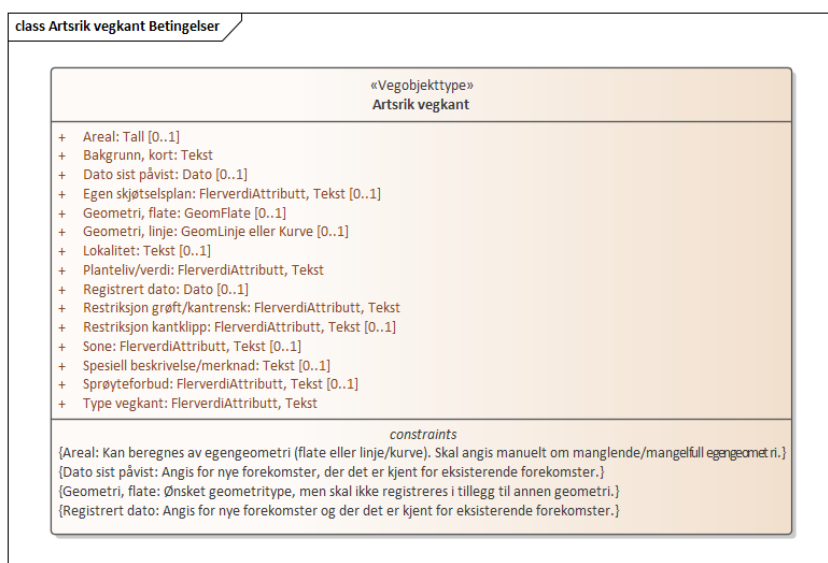 class Artsrik vegkant Betingelser
«Vegobjekttype»
Artsrik vegkant
+ Areal: Tall [0..1]
+ Bakgrunn, kort: Tekst
+ Dato sist påvist: Dato [0..1]
+ Egen skjøtselsplan: FlerverdiAttributt, Tekst [0..1]
+ Geometri, flate: GeomFlate [0..1]
+ Geometri, linje: GeomLinje eller Kurve [0..1]
+ Lokalitet: Tekst [0..1]
+ Planteliv/verdi: FlerverdiAttributt, Tekst
+ Registrert dato: Dato [0..1]
+ Restriksjon grøft/kantrensk: FlerverdiAttributt, Tekst
+ Restriksjon kantklipp: FlerverdiAttributt, Tekst [0..1]
+ Sone: FlerverdiAttributt, Tekst [0..1]
+ Spesiell beskrivelse/merknad: Tekst [0..1]
+ Sprøyteforbud: FlerverdiAttributt, Tekst [0..1]
+ Type vegkant: FlerverdiAttributt, Tekst
constraints
{Areal: Kan beregnes av egengeometri (flate eller linje/kurve). Skal angis manuelt om manglende/mangelfull egengeometri.}
{Dato sist påvist: Angis for nye forekomster, der det er kjent for eksisterende forekomster.}
{Geometri, flate: Ønsket geometritype, men skal ikke registreres i tillegg til annen geometri.}
{Registrert dato: Angis for nye forekomster og der det er kjent for eksisterende forekomster.}